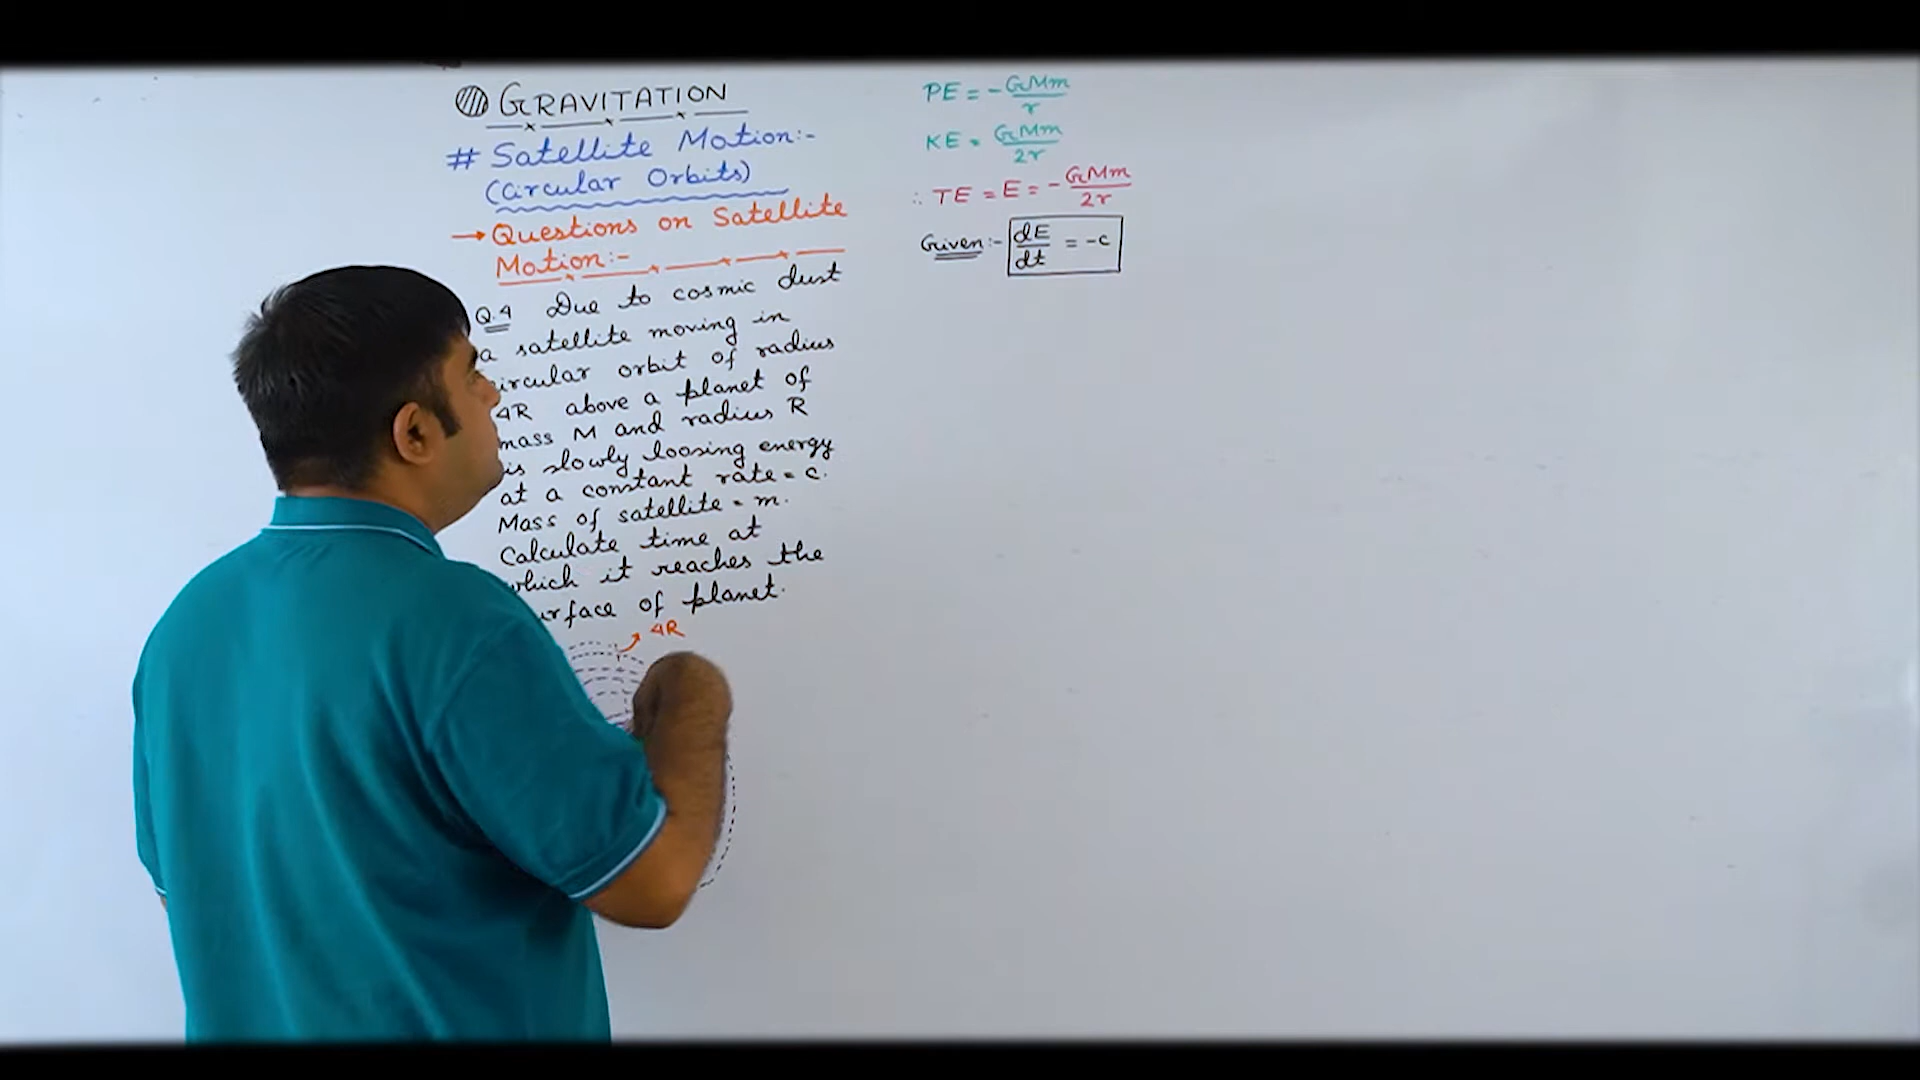 GRAVITATION
# Satellite Motion:-
(Circular Orbits)
→ Questions on Satellite
Motion:-
Q.4 Due to cosmic dust
a satellite moving in
circular orbit of radius
4R above a planet of
mass M and radius R
is slowly loosing energy
at a constant rate = c.
Mass of satellite = m.
Calculate time at
which it reaches the
urface of planet.
4R
PE = -GMm/r
KE = GMm/2r
∴ TE = E = -GMm/2r
Given:- dE/dt = -c